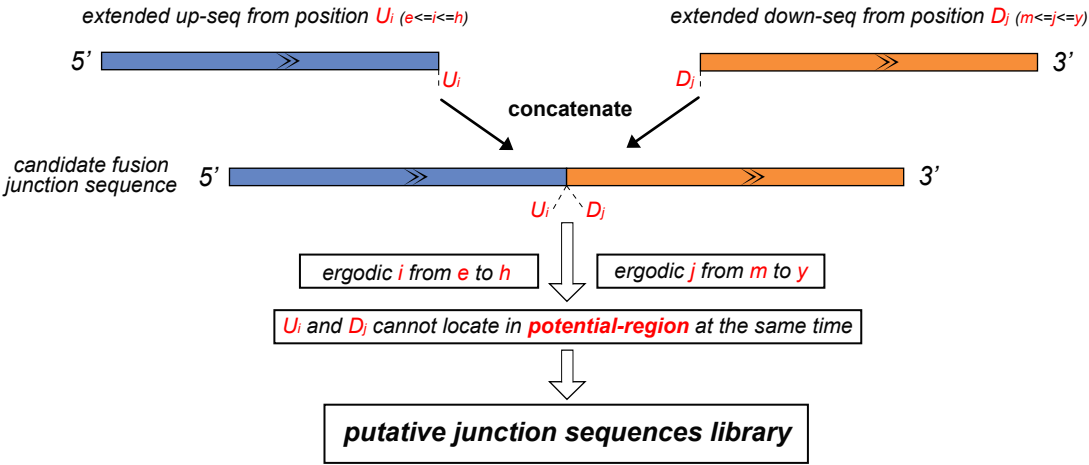 extended up-seq from position Ui (e<=i<=h)
extended down-seq from position Dj (m<=j<=y)
5’
3’
Ui
Dj
concatenate
candidate fusion
junction sequence
5’
3’
Ui
Dj
ergodic i from e to h
ergodic j from m to y
Ui and Dj cannot locate in potential-region at the same time
putative junction sequences library